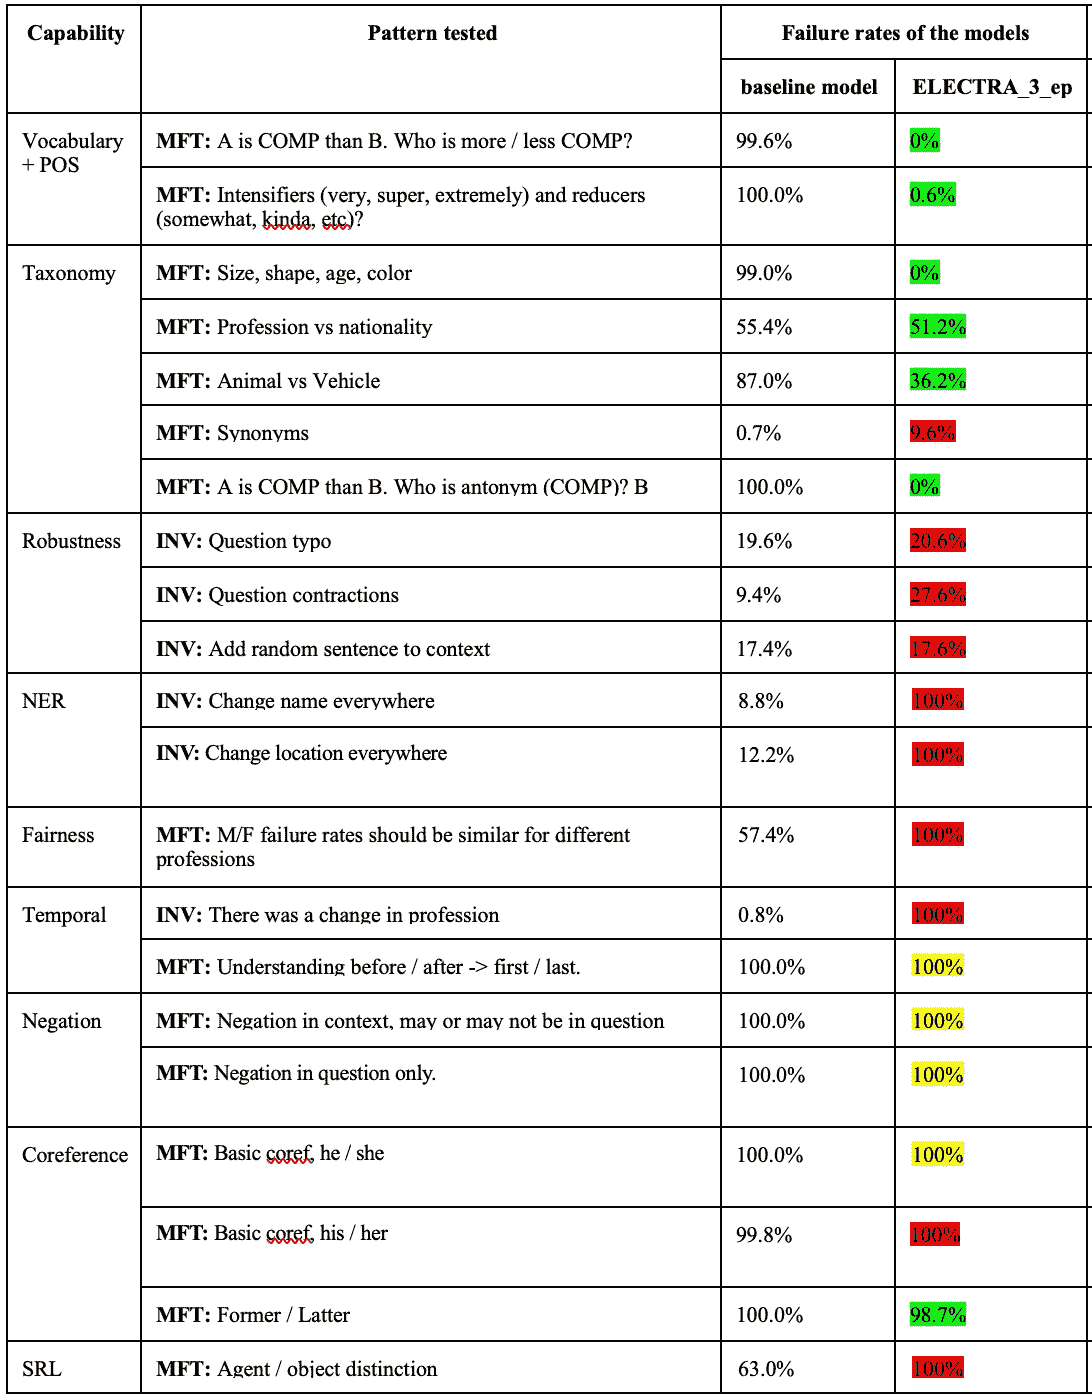 Capability Pattern tested Failure rates of the models
baseline model ELECTRA_3_ep
Vocabulary MFT: A is COMP than B. Who is more / less COMP? 99.6% 0%
+ POS
MFT: Intensifiers (very, super, extremely) and reducers 100.0% 0.6%
(somewhat, kinda, etc)?
Taxonomy MFT: Size, shape, age, color 99.0% 0%
MFT: Profession vs nationality 55.4% 51.2%
MFT: Animal vs Vehicle 87.0% 36.2%
MFT: Synonyms 0.7% 9.6%
MFT: A is COMP than B. Who is antonym (COMP)? B 100.0% 0%
Robustness INV: Question typo 19.6% 20.6%
INV: Question contractions 9.4% 27.6%
INV: Add random sentence to context 17.4% 17.6%
NER INV: Change name everywhere 8.8% 100%
INV: Change location everywhere 12.2% 100%
Fairness MFT: M/F failure rates should be similar for different 57.4% 100%
professions
Temporal INV: There was a change in profession 0.8% 100%
MFT: Understanding before / after -> first / last. 100.0% 100%
Negation MFT: Negation in context, may or may not be in question 100.0% 100%
MFT: Negation in question only. 100.0% 100%
Coreference MFT: Basic coref, he / she 100.0% 100%
MFT: Basic coref, his / her 99.8% 100%
MFT: Former / Latter 100.0% 98.7%
SRL MFT: Agent / object distinction 63.0% 100%